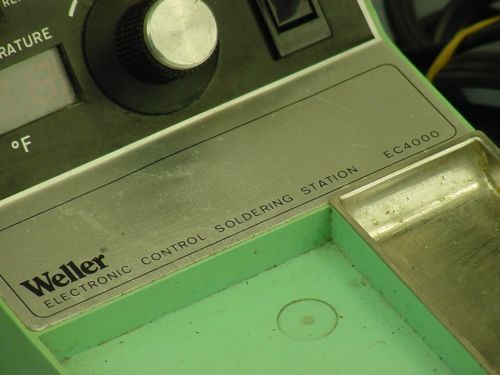 RATURE
°F
Weller®
ELECTRONIC CONTROL SOLDERING STATION EC4000